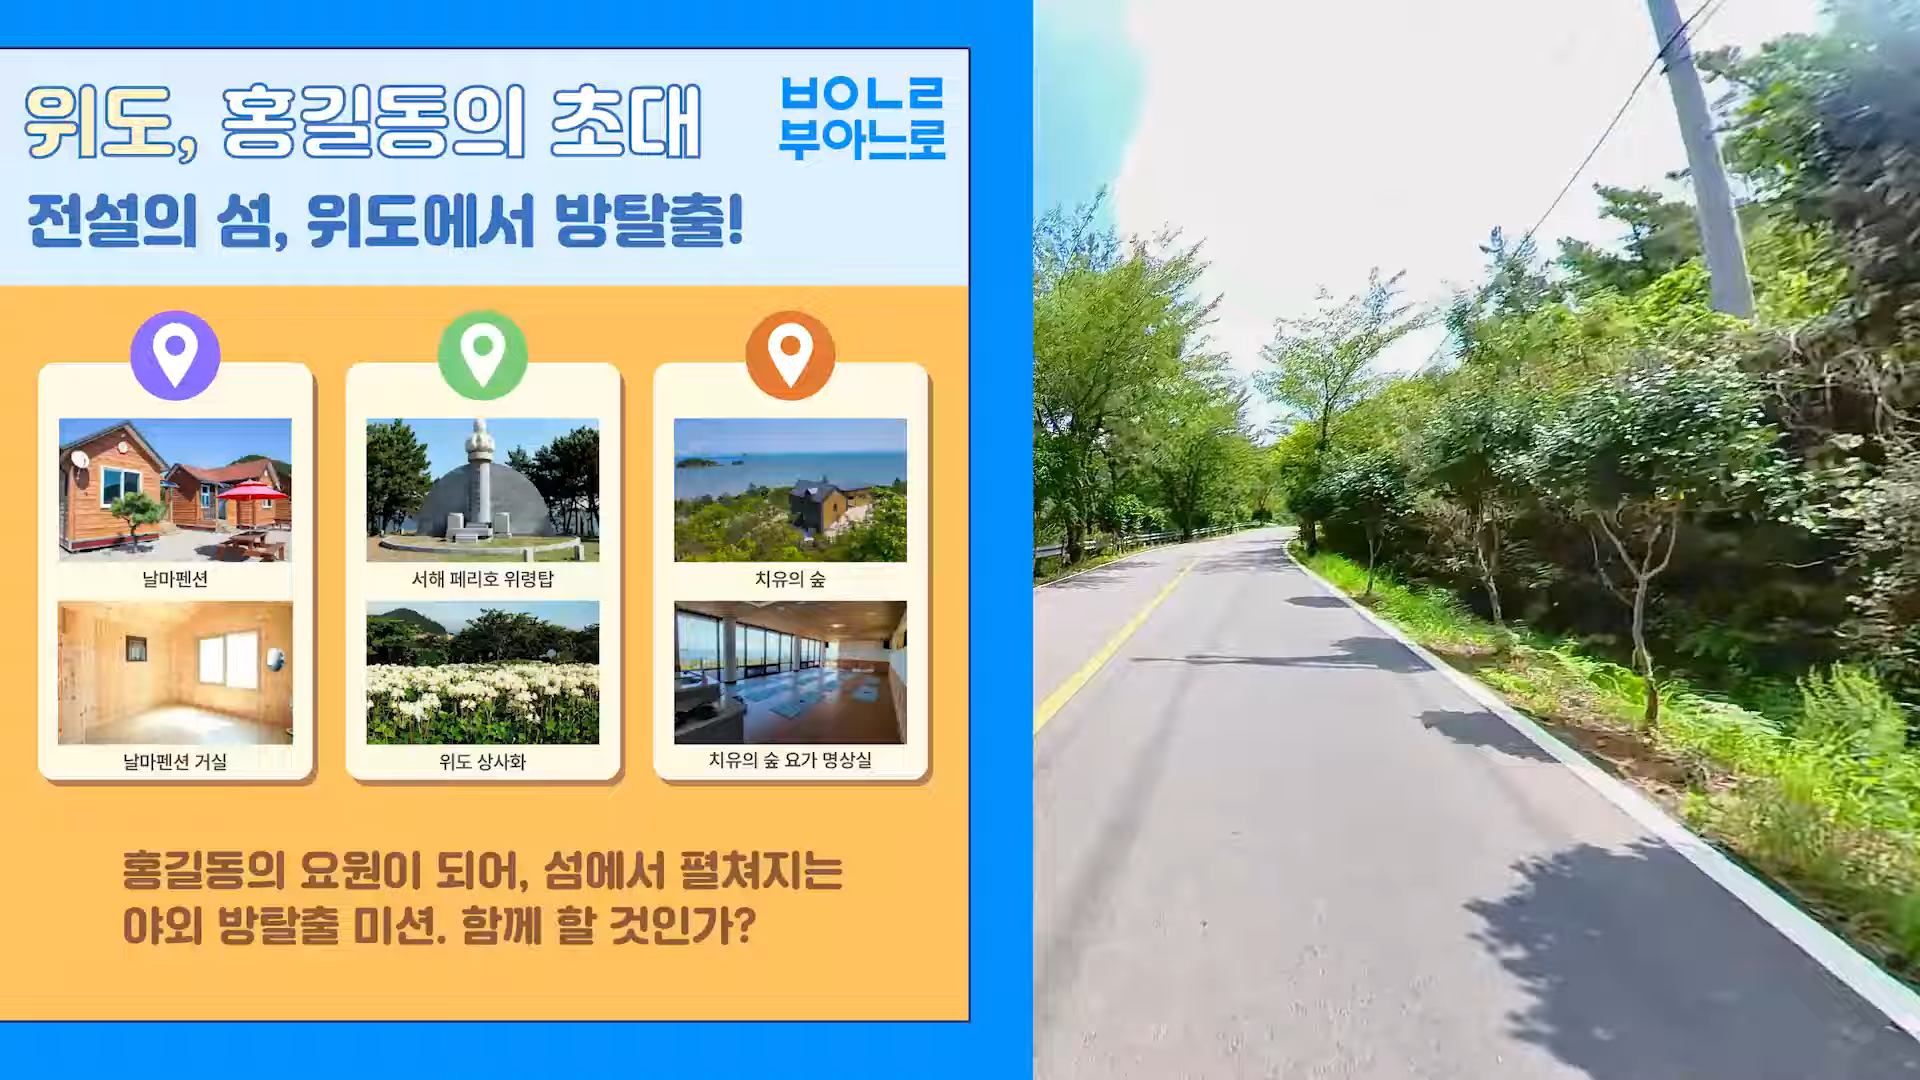 위도, 홍길동의 초대
ㅂㅇㄴㄹ
부아느로
전설의 섬, 위도에서 방탈출!
날마펜션
서해 페리호 위령탑
치유의 숲
날마펜션 거실
위도 상사화
치유의 숲 요가 명상실
홍길동의 요원이 되어, 섬에서 펼쳐지는
야외 방탈출 미션. 함께 할 것인가?